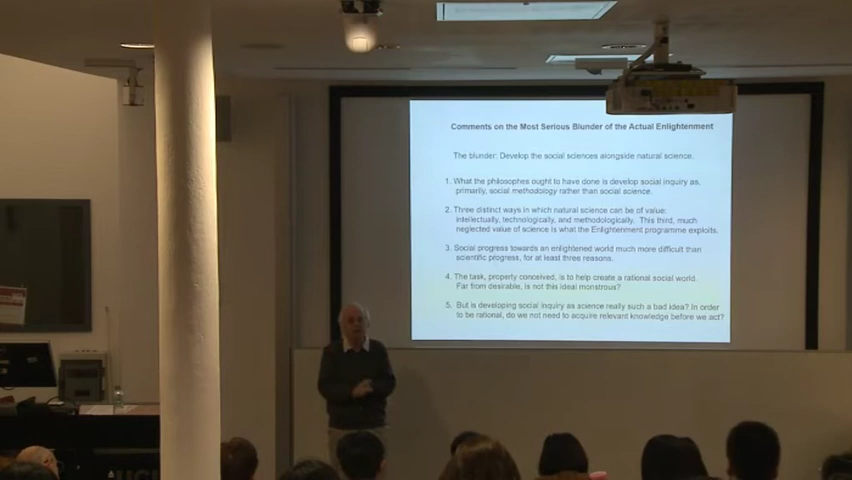 Comments on the Most Serious Blunder of the Actual Enlightenment
The blunder: Develop the social sciences alongside natural science.
1. What the philosophes ought to have done is develop social inquiry as,
primarily, social methodology rather than social science.
2. Three distinct ways in which natural science can be of value:
intellectually, technologically, and methodologically. This third, much
neglected value of science is what the Enlightenment programme exploits.
3. Social progress towards an enlightened world much more difficult than
scientific progress, for at least three reasons.
4. The task, properly conceived, is to help create a rational social world.
Far from desirable, is not this ideal monstrous?
5. But is developing social inquiry as science really such a bad idea? In order
to be rational, do we not need to acquire relevant knowledge before we act?